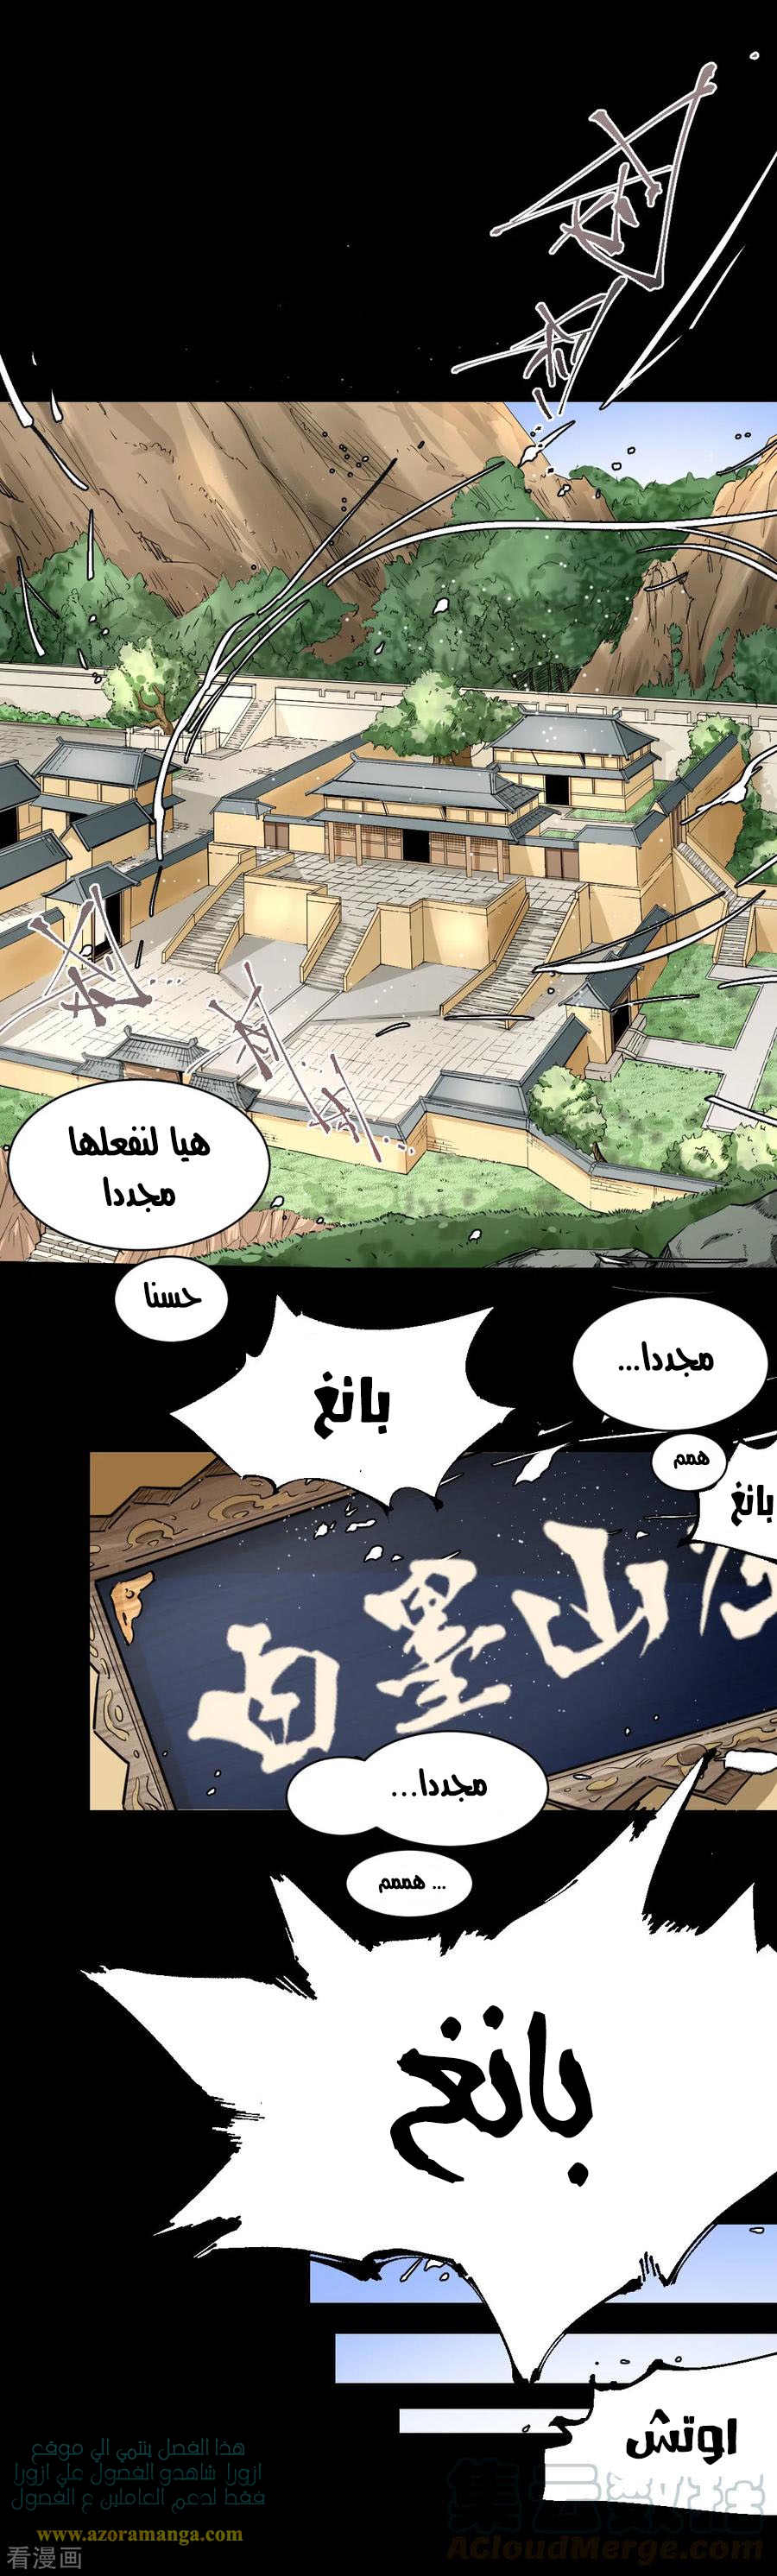 هيا لنفعلها
مجددا
حسنا
مجددا...
بانغ
همم
بانغ
白墨山
مجددا...
... هممم
بانغ
اوتش
هذا الفصل ينتمي الي موقع
ازورا شاهدو الفصول علي ازورا
فقط لدعم العاملين ع الفصول
www.azoramanga.com
看漫画
AcloudMerge.com